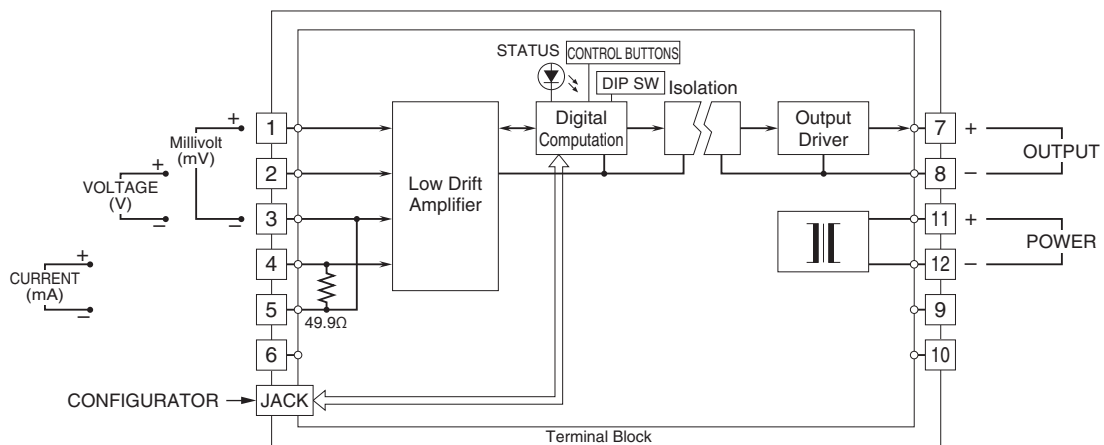 STATUS
CONTROL BUTTONS
DIP SW
Isolation
Millivolt
(mV)
+
−
VOLTAGE
(V)
+
−
CURRENT
(mA)
+
−
1
2
3
4
5
6
Low Drift
Amplifier
49.9Ω
Digital
Computation
Output
Driver
7
8
11
12
9
10
+
−
OUTPUT
+
−
POWER
CONFIGURATOR
JACK
Terminal Block